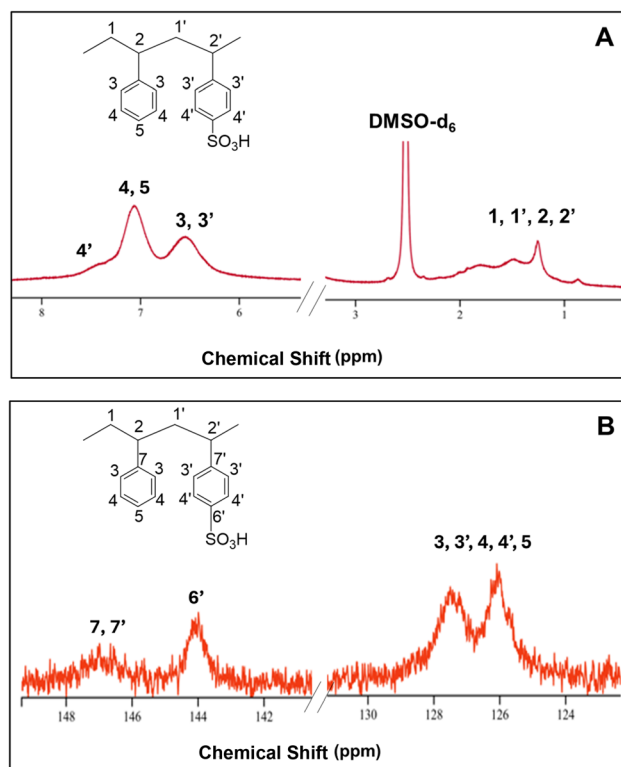 A
1 1'
2 2'
3 3 3' 3'
4 4 4' 4'
5
SO₃H
DMSO-d₆
4, 5
3, 3’
4’
1, 1’, 2, 2’
8 7 6 3 2 1
Chemical Shift (ppm)
B
1 1'
2 2'
7 7'
3 3 3' 3'
4 4 4' 4'
5 6'
SO₃H
3, 3’, 4, 4’, 5
6’
7, 7’
148 146 144 142 130 128 126 124
Chemical Shift (ppm)